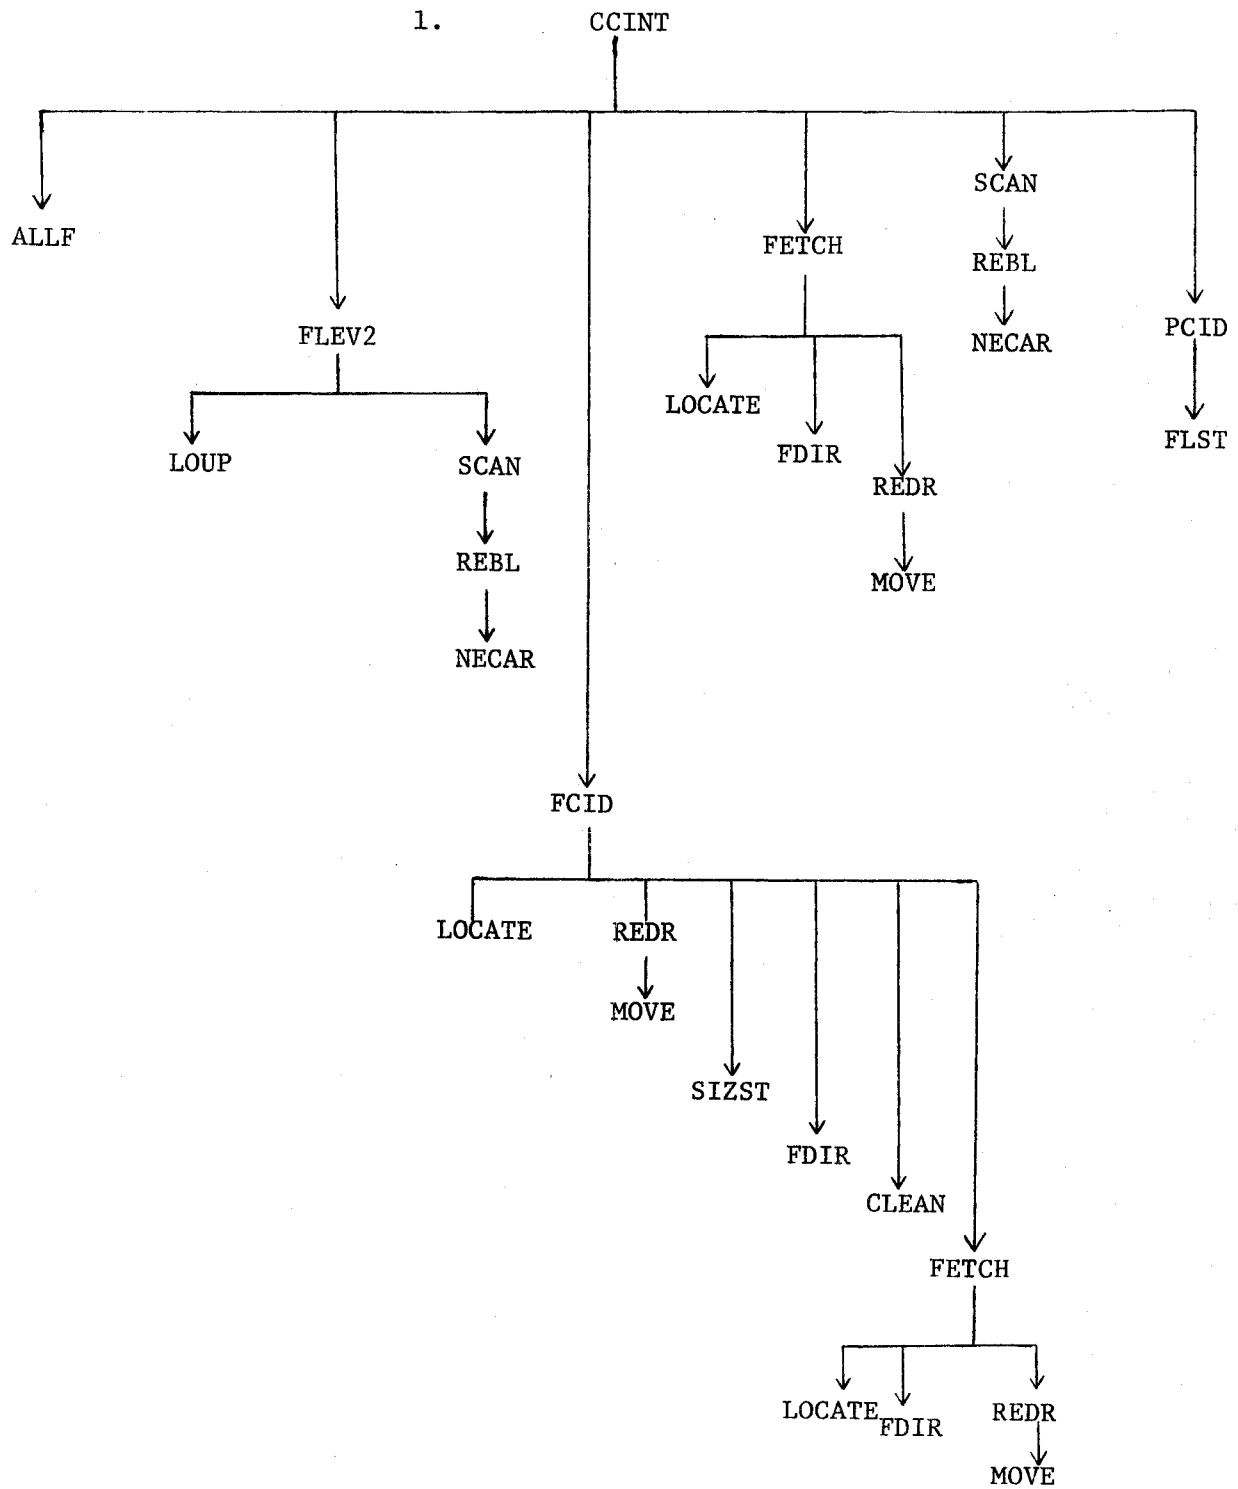 1. CCINT
SCAN
ALLF
FETCH
REBL
FLEV2
PCID
NECAR
LOCATE
FLST
LOUP
SCAN
FDIR
REDR
REBL
MOVE
NECAR
FCID
LOCATE
REDR
MOVE
SIZST
FDIR
CLEAN
FETCH
LOCATE
FDIR
REDR
MOVE